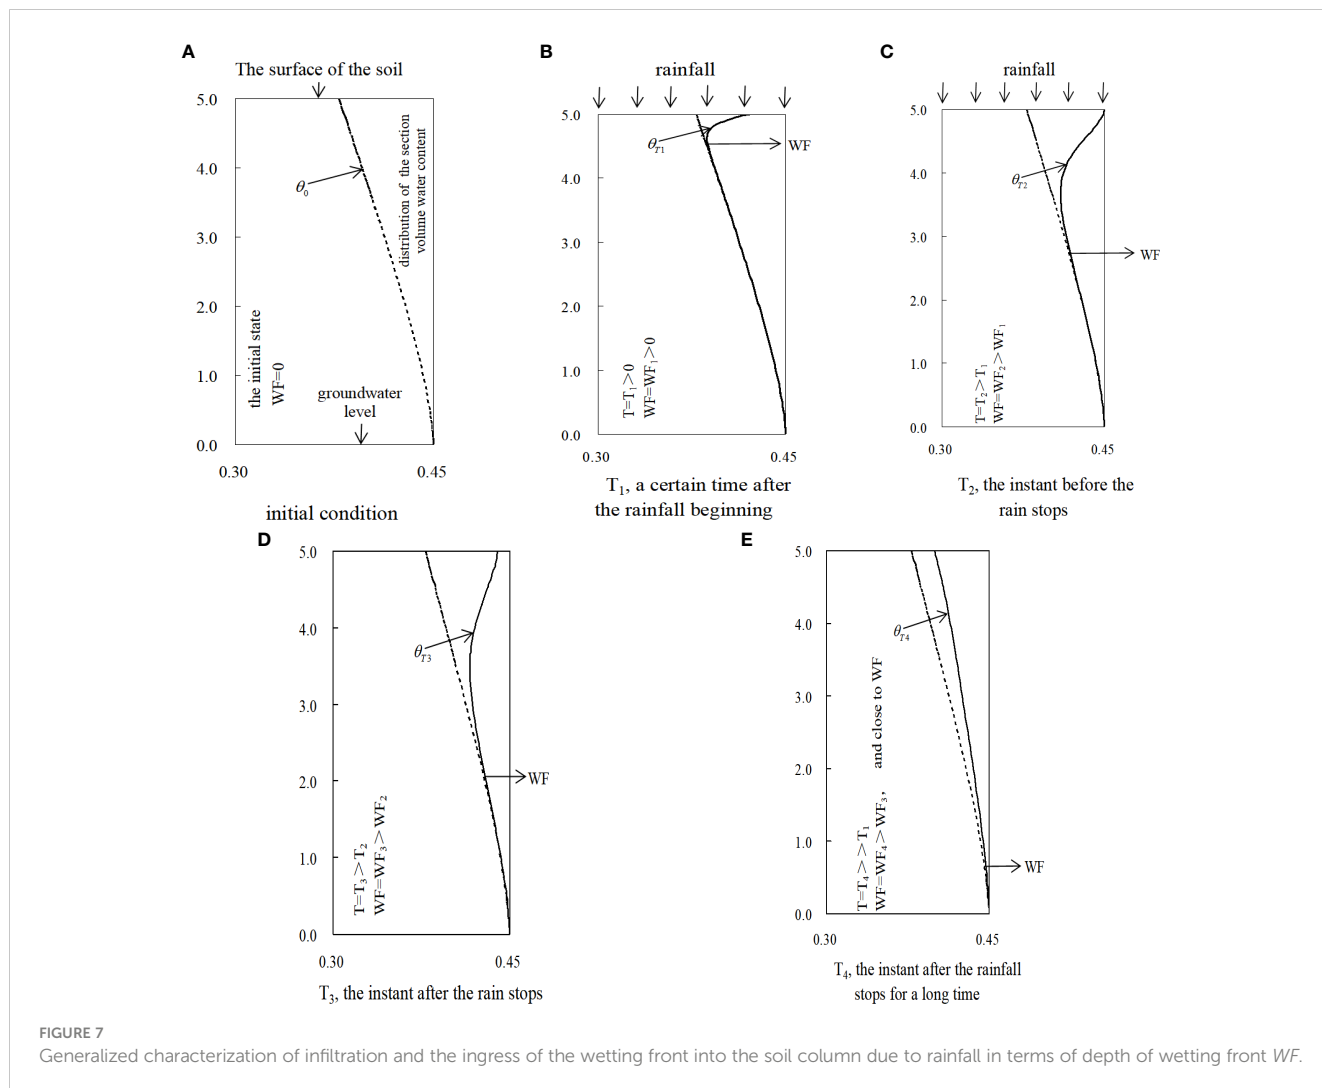 A
The surface of the soil
5.0
4.0
3.0
2.0
1.0
0.0
θ0
distribution of the section
volume water content
the initial state
WF=0
groundwater
level
0.30
0.45
initial condition
B
rainfall
5.0
4.0
3.0
2.0
1.0
0.0
θT1
WF
T=T1>0
WF=WF1>0
0.30
0.45
T1, a certain time after
the rainfall beginning
C
rainfall
5.0
4.0
3.0
2.0
1.0
0.0
θT2
WF
T=T2>T1
WF=WF2>WF1
0.30
0.45
T2, the instant before the
rain stops
D
5.0
4.0
3.0
2.0
1.0
0.0
θT3
WF
T=T3>T2
WF=WF3>WF2
0.30
0.45
T3, the instant after the rain stops
E
5.0
4.0
3.0
2.0
1.0
0.0
θT4
WF
T=T4>>T1
WF=WF4>WF3, and close to WF
0.30
0.45
T4, the instant after the rainfall
stops for a long time
FIGURE 7
Generalized characterization of infiltration and the ingress of the wetting front into the soil column due to rainfall in terms of depth of wetting front WF.